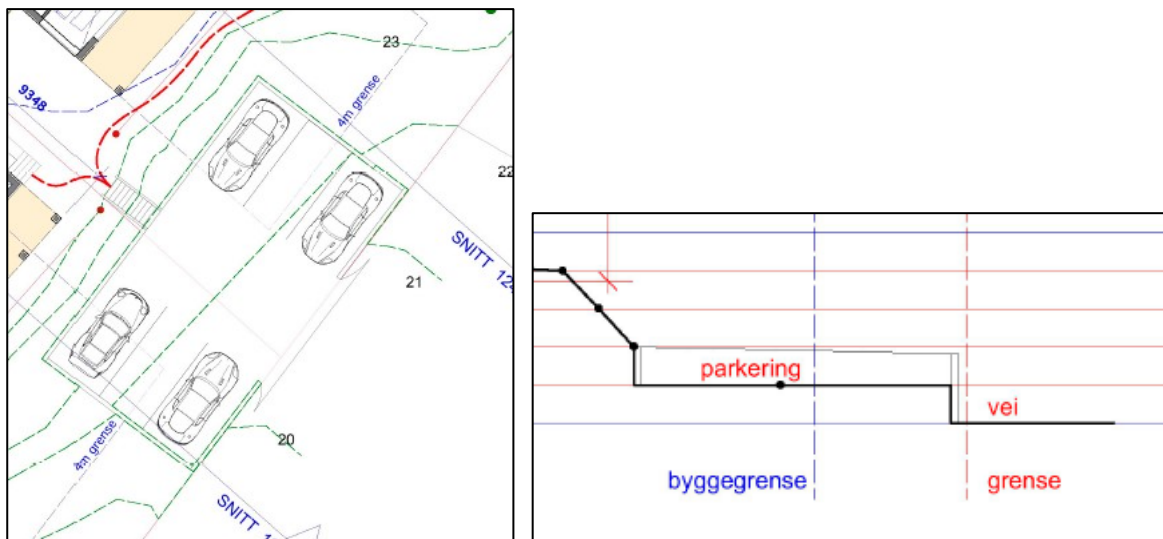 23
9348
4m grense
22
SNITT 12
21
20
4m grense
SNITT 1
parkering
vei
byggegrense
grense